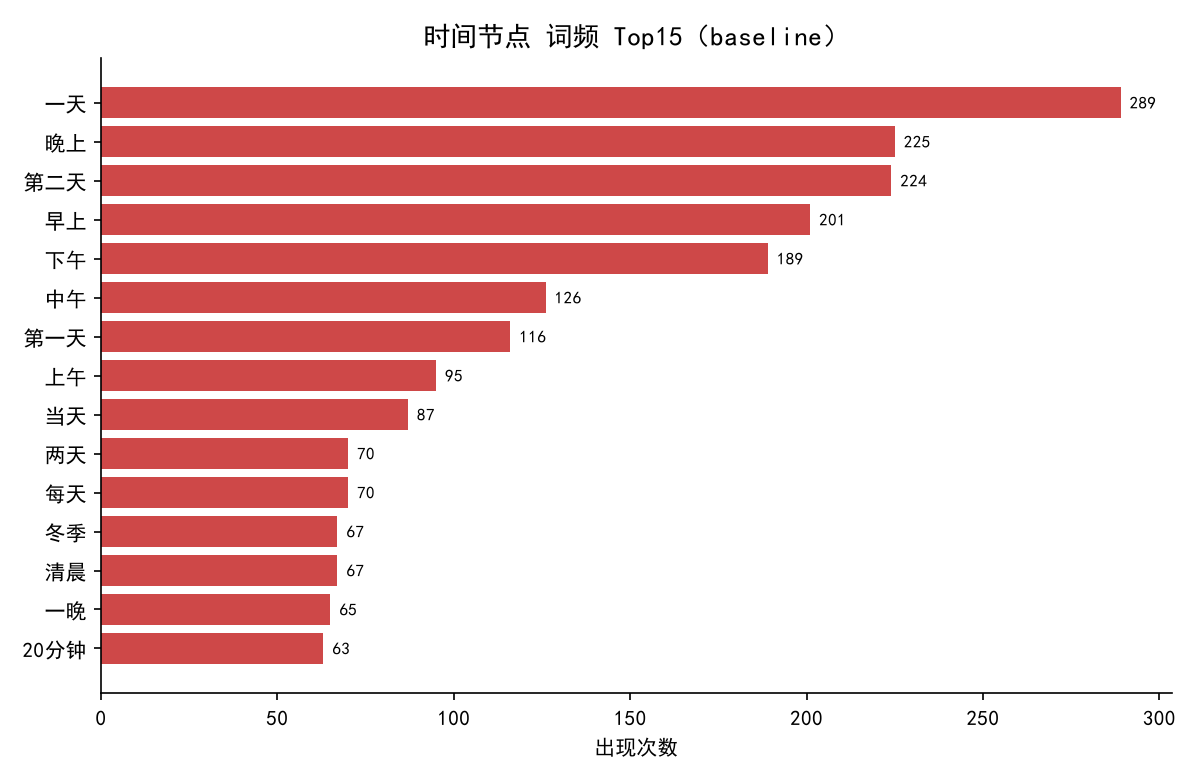 时间节点 词频 Top15（baseline）
一天 289
晚上 225
第二天 224
早上 201
下午 189
中午 126
第一天 116
上午 95
当天 87
两天 70
每天 70
冬季 67
清晨 67
一晚 65
20分钟 63
0 50 100 150 200 250 300
出现次数